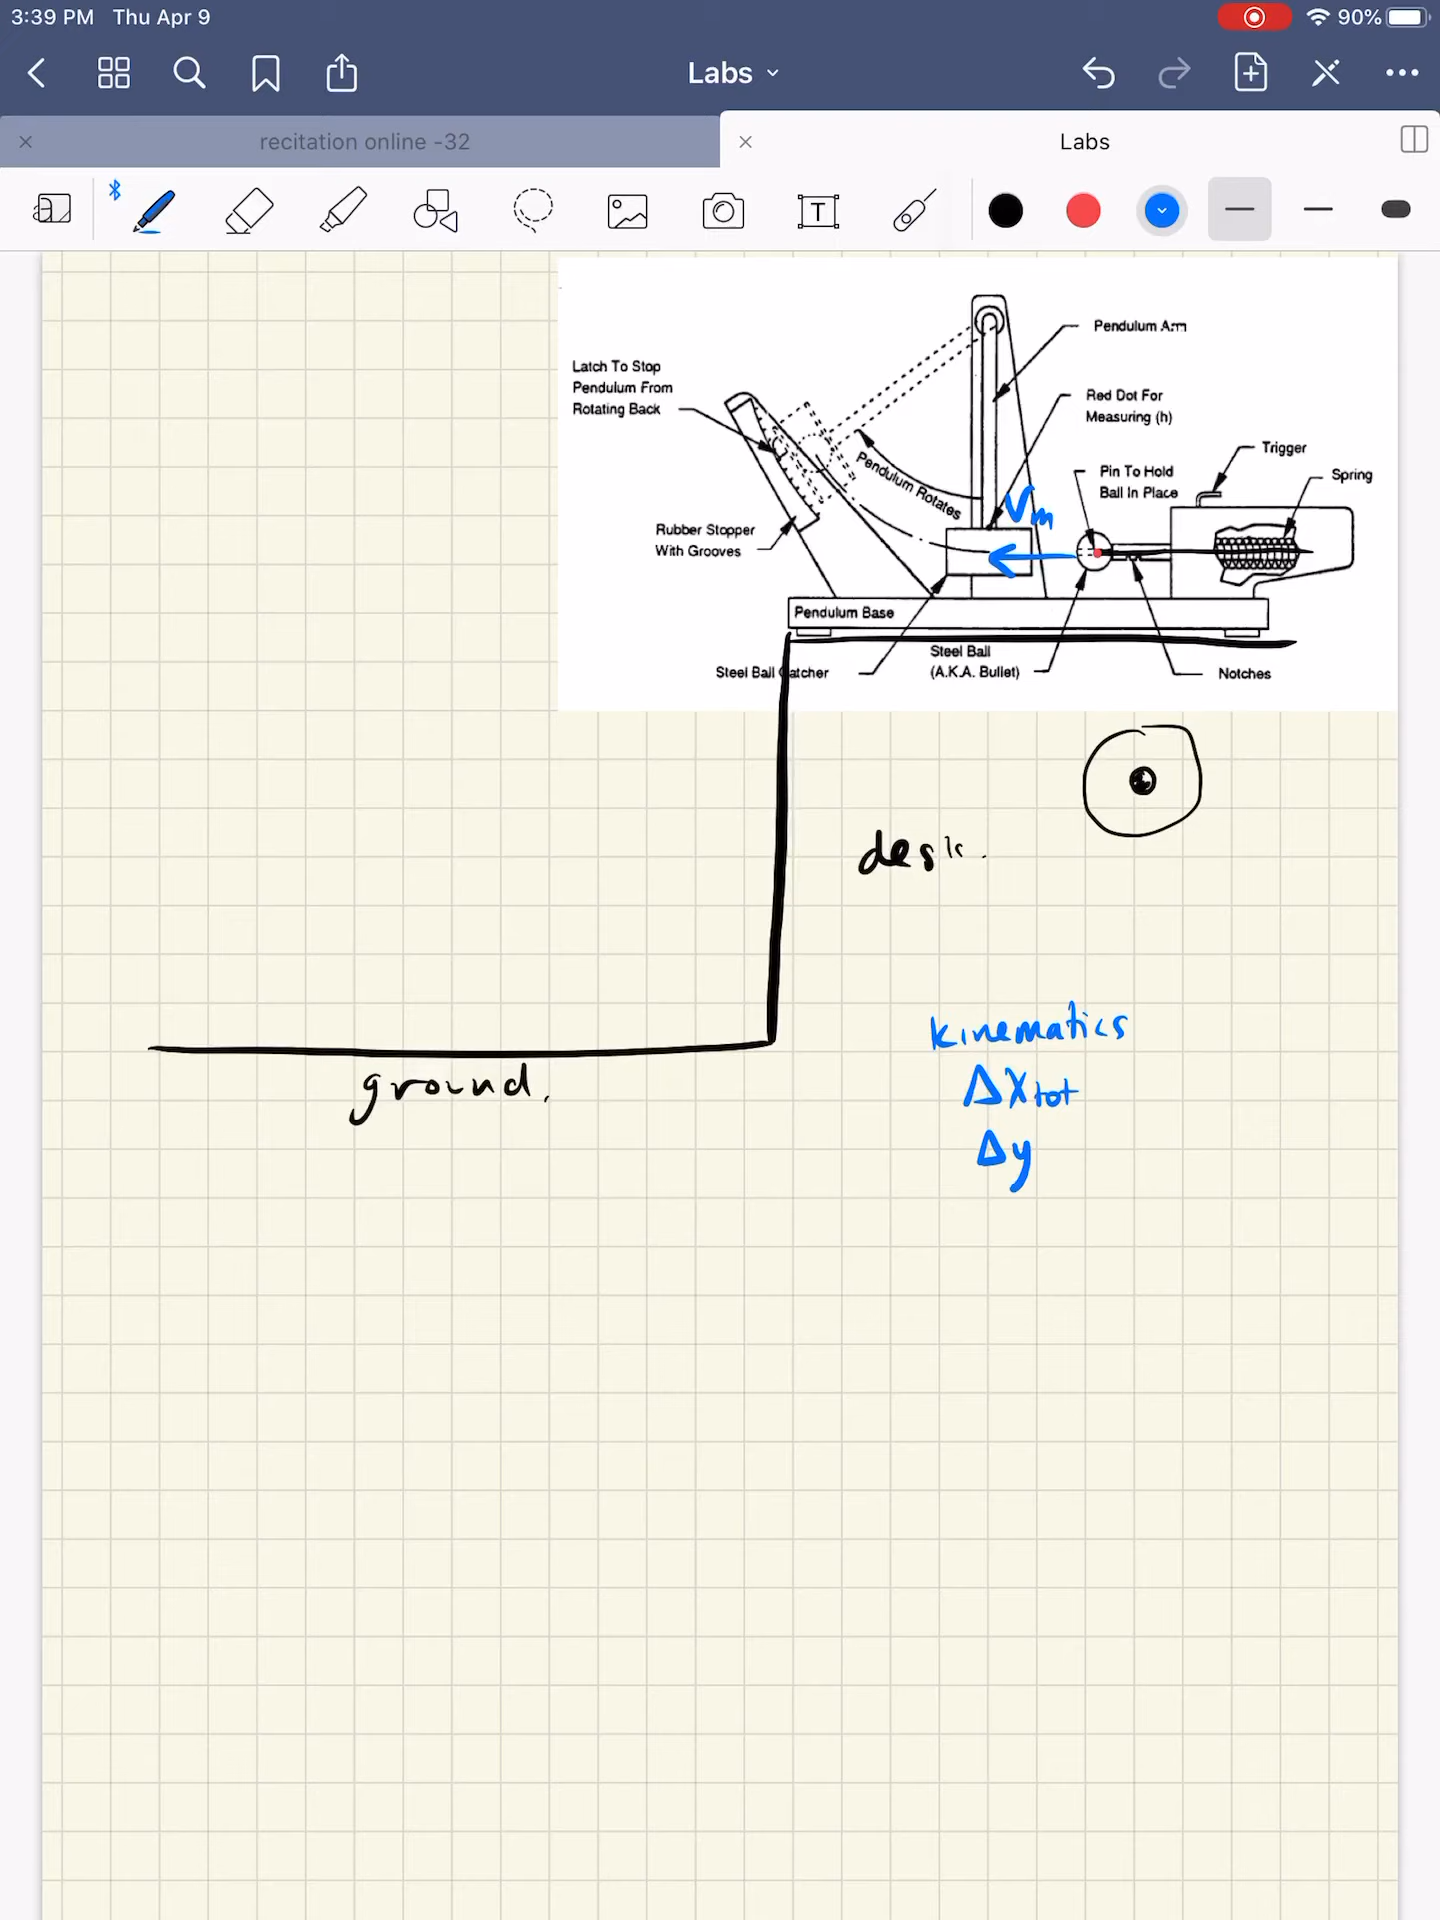 3:39 PM Thu Apr 9
90%
Labs
recitation online -32
Labs
T
Pendulum Arm
Latch To Stop
Pendulum From
Rotating Back
Red Dot For
Measuring (h)
Trigger
Pin To Hold
Ball In Place
Spring
Pendulum Rotates
Vm
Rubber Stopper
With Grooves
Pendulum Base
Steel Ball Catcher
Steel Ball
(A.K.A. Bullet)
Notches
desk.
kinematics
ground.
ΔXtot
Δy